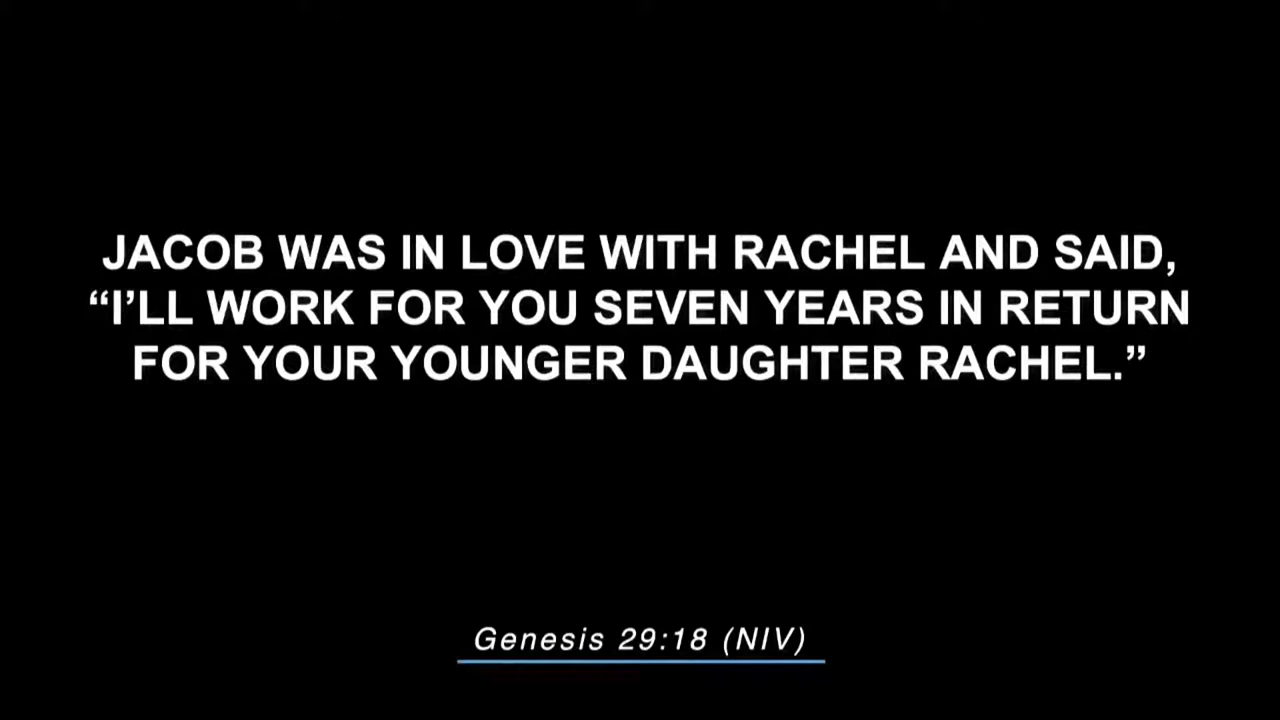 JACOB WAS IN LOVE WITH RACHEL AND SAID,
“I’LL WORK FOR YOU SEVEN YEARS IN RETURN
FOR YOUR YOUNGER DAUGHTER RACHEL.”
Genesis 29:18 (NIV)